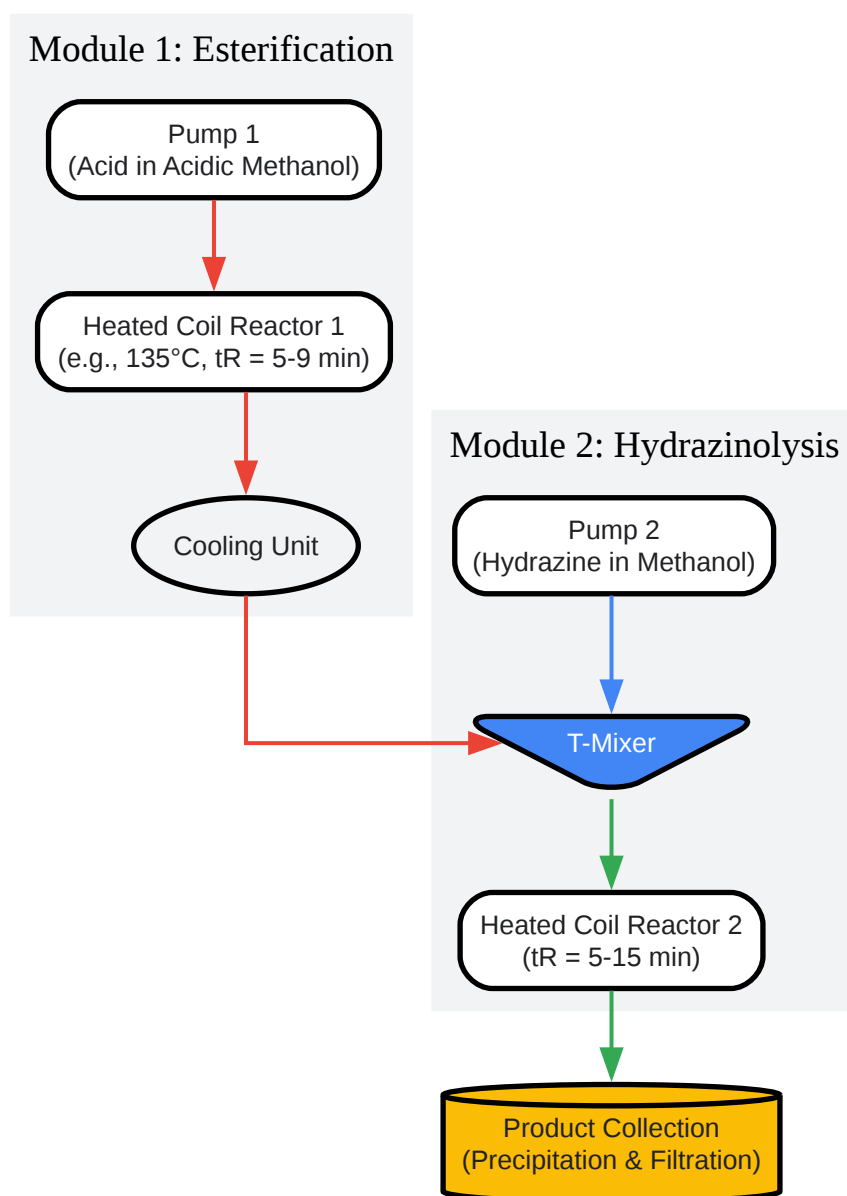 Module 1: Esterification
Pump 1
(Acid in Acidic Methanol)
Heated Coil Reactor 1
(e.g., 135°C, tR = 5-9 min)
Cooling Unit
Module 2: Hydrazinolysis
Pump 2
(Hydrazine in Methanol)
T-Mixer
Heated Coil Reactor 2
(tR = 5-15 min)
Product Collection
(Precipitation & Filtration)